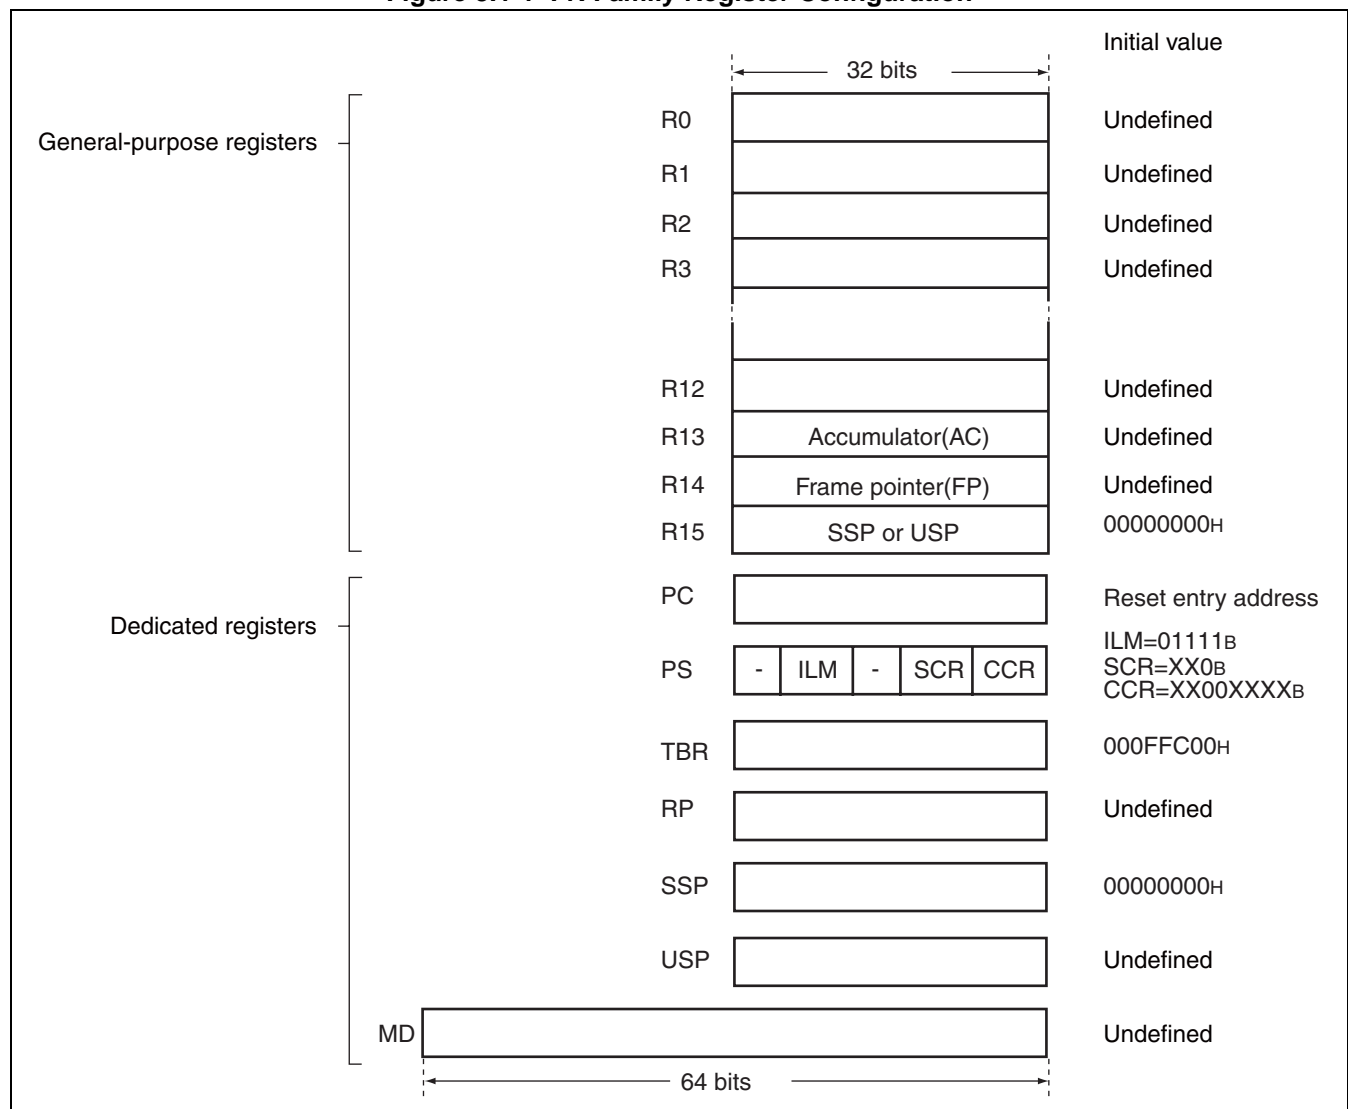 Initial value
32 bits
General-purpose registers
R0 Undefined
R1 Undefined
R2 Undefined
R3 Undefined
R12 Undefined
R13 Accumulator(AC) Undefined
R14 Frame pointer(FP) Undefined
R15 SSP or USP 00000000H
Dedicated registers
PC Reset entry address
PS - ILM - SCR CCR
ILM=01111B
SCR=XX0B
CCR=XX00XXXXB
TBR 000FFC00H
RP Undefined
SSP 00000000H
USP Undefined
MD Undefined
64 bits